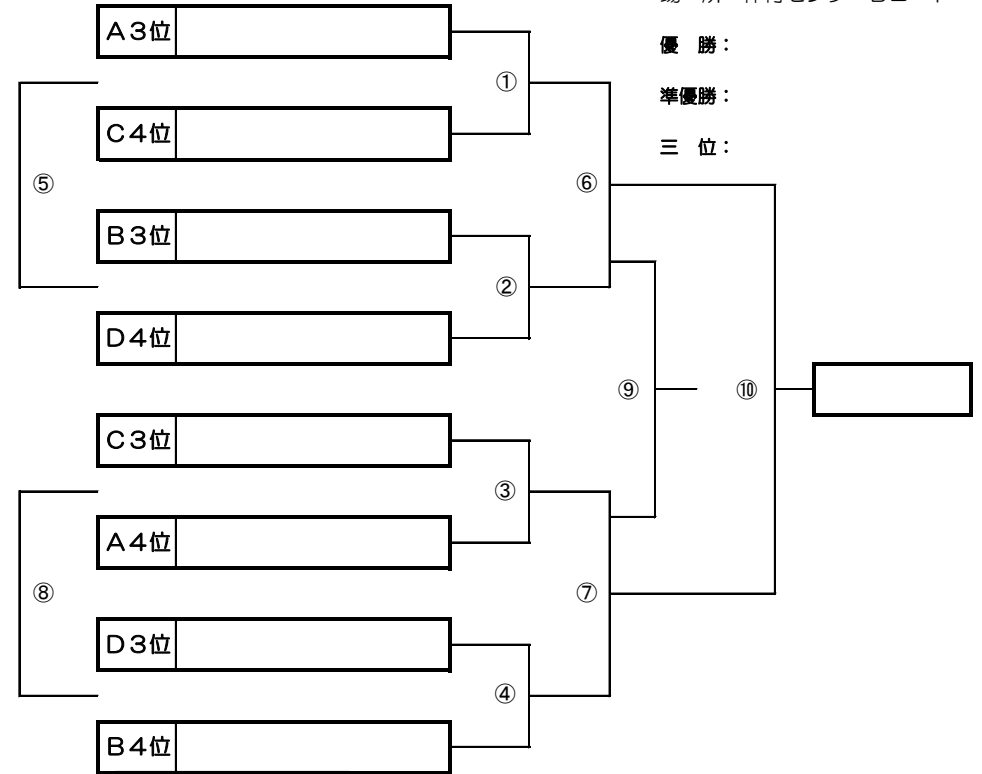 優　勝：
準優勝：
三　位：
A3位
①
C4位
⑤
⑥
B3位
②
D4位
⑨
⑩
C3位
③
A4位
⑧
⑦
D3位
④
B4位